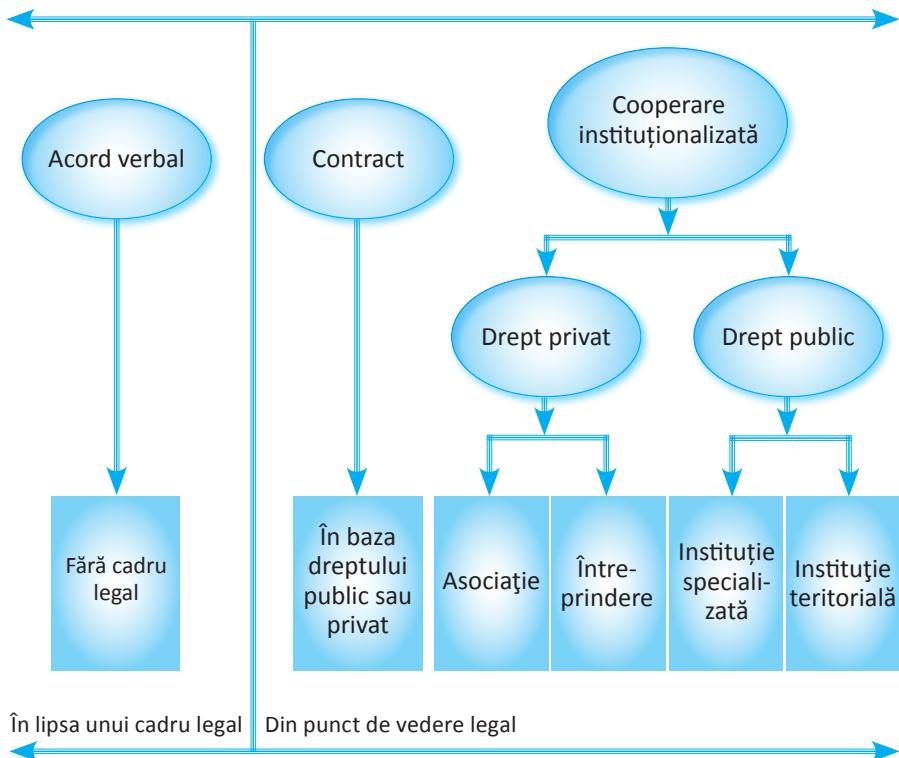 Cooperare
instituționalizată
Acord verbal
Contract
Drept privat
Drept public
Fără cadru
legal
În baza
dreptului
public sau
privat
Asociaţie
Între-
prindere
Instituție
speciali-
zată
Instituţie
teritorială
În lipsa unui cadru legal
Din punct de vedere legal